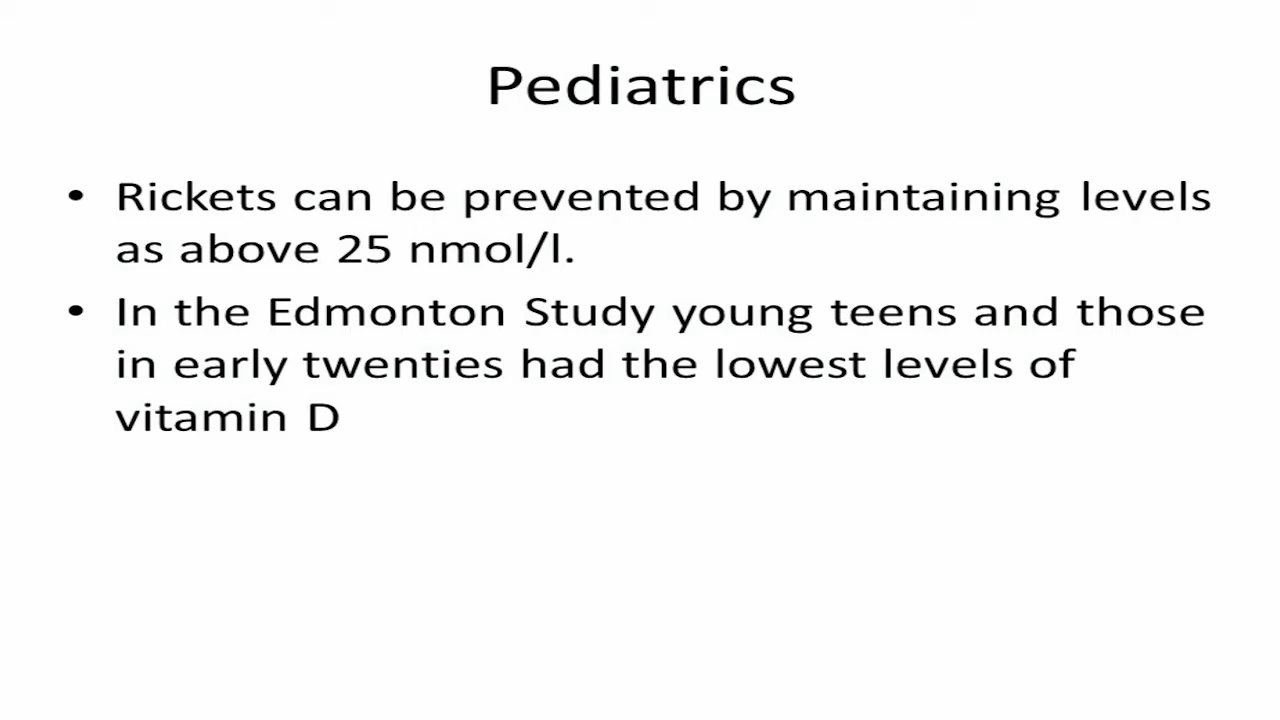 Pediatrics
• Rickets can be prevented by maintaining levels
as above 25 nmol/l.
• In the Edmonton Study young teens and those
in early twenties had the lowest levels of
vitamin D